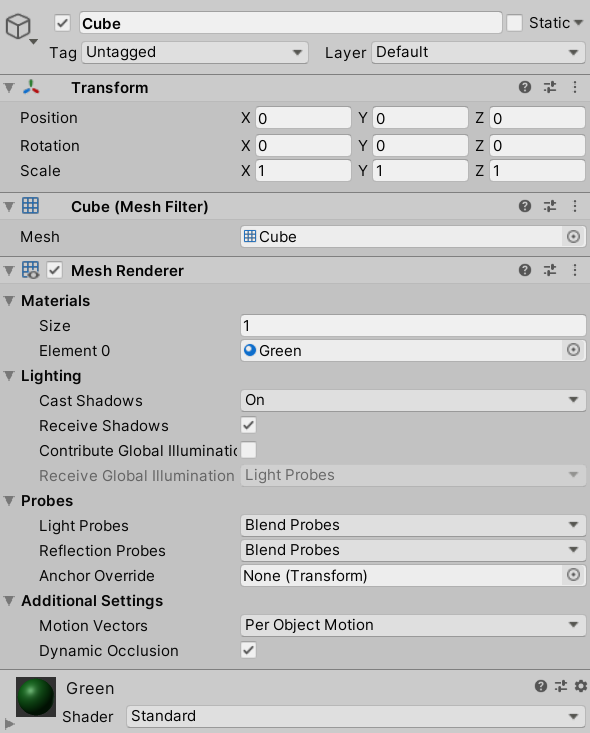 Cube Static
Tag Untagged Layer Default
Transform
Position X 0 Y 0 Z 0
Rotation X 0 Y 0 Z 0
Scale X 1 Y 1 Z 1
Cube (Mesh Filter)
Mesh Cube
Mesh Renderer
Materials
Size 1
Element 0 Green
Lighting
Cast Shadows On
Receive Shadows
Contribute Global Illuminatic
Receive Global Illumination Light Probes
Probes
Light Probes Blend Probes
Reflection Probes Blend Probes
Anchor Override None (Transform)
Additional Settings
Motion Vectors Per Object Motion
Dynamic Occlusion
Green
Shader Standard